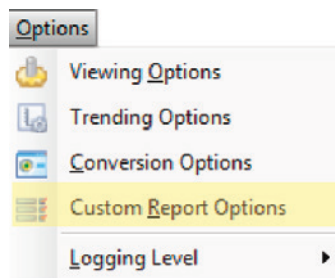 Options
Viewing Options
Trending Options
Conversion Options
Custom Report Options
Logging Level